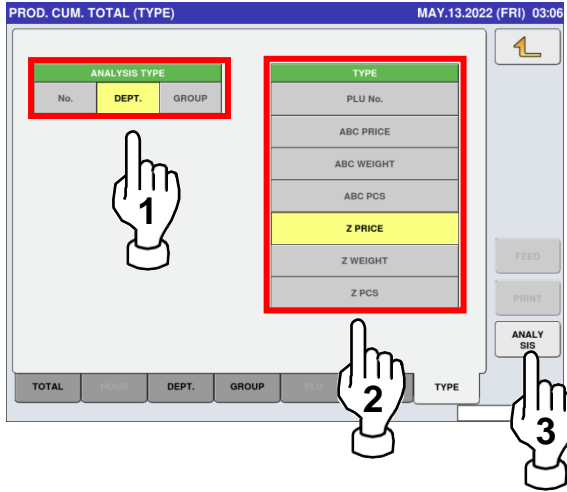 PROD. CUM. TOTAL (TYPE) MAY.13.2022 (FRI) 03:06
ANALYSIS TYPE
No. DEPT. GROUP
TYPE
PLU No.
ABC PRICE
ABC WEIGHT
ABC PCS
Z PRICE
Z WEIGHT
Z PCS
1
FEED
PRINT
ANALY
SIS
TOTAL HOUR DEPT. GROUP PLU TYPE
2
3